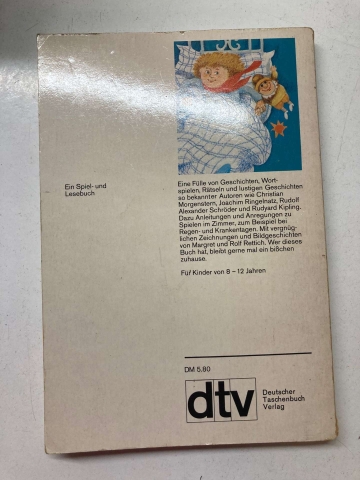 Ein Spiel- und
Lesebuch
Eine Fülle von Geschichten, Wort-
spielen, Rätseln und lustigen Geschichten
so bekannter Autoren wie Christian
Morgenstern, Joachim Ringelnatz, Rudolf
Alexander Schröder und Rudyard Kipling.
Dazu Anleitungen und Anregungen zu
Spielen im Zimmer, zum Beispiel bei
Regen- und Krankentagen. Mit vergnüg-
lichen Zeichnungen und Bildgeschichten
von Margret und Rolf Rettich. Wer dieses
Buch hat, bleibt gerne mal ein bißchen
zuhause.
Für Kinder von 8 – 12 Jahren
DM 5.80
dtv
Deutscher
Taschenbuch
Verlag